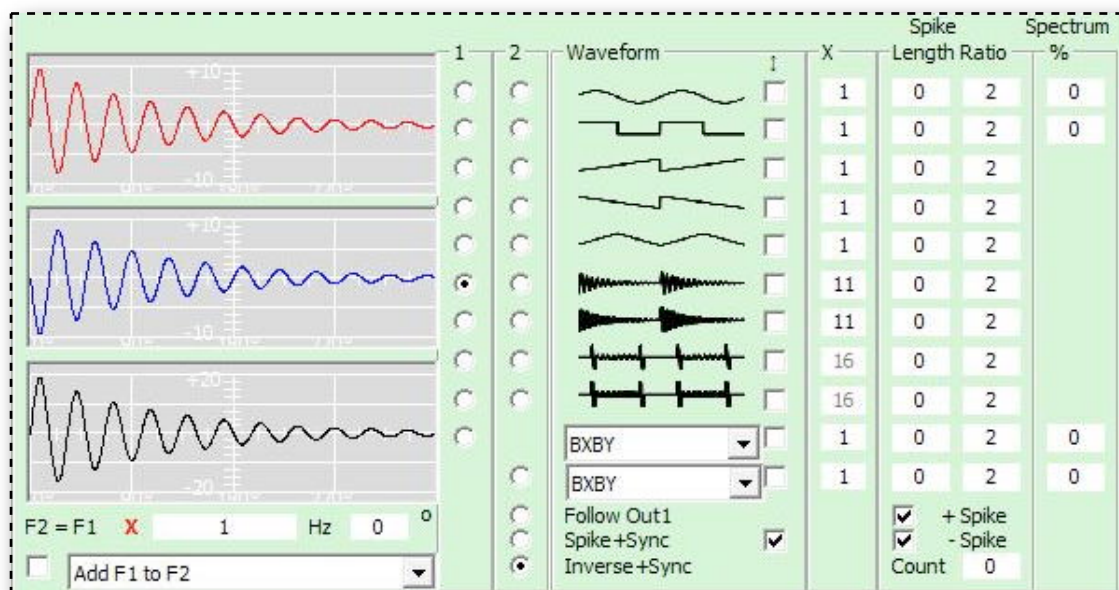 Spike Spectrum
1 2 Waveform ↕ X Length Ratio %
+10
-10
1 0 2 0
1 0 2 0
1 0 2
1 0 2
1 0 2
+10
-10
11 0 2
11 0 2
16 0 2
16 0 2
+20
-20
BXBY 1 0 2 0
BXBY 1 0 2 0
F2 = F1 X 1 Hz 0 o
Follow Out1 + Spike
Spike+Sync - Spike
Add F1 to F2 Inverse+Sync Count 0